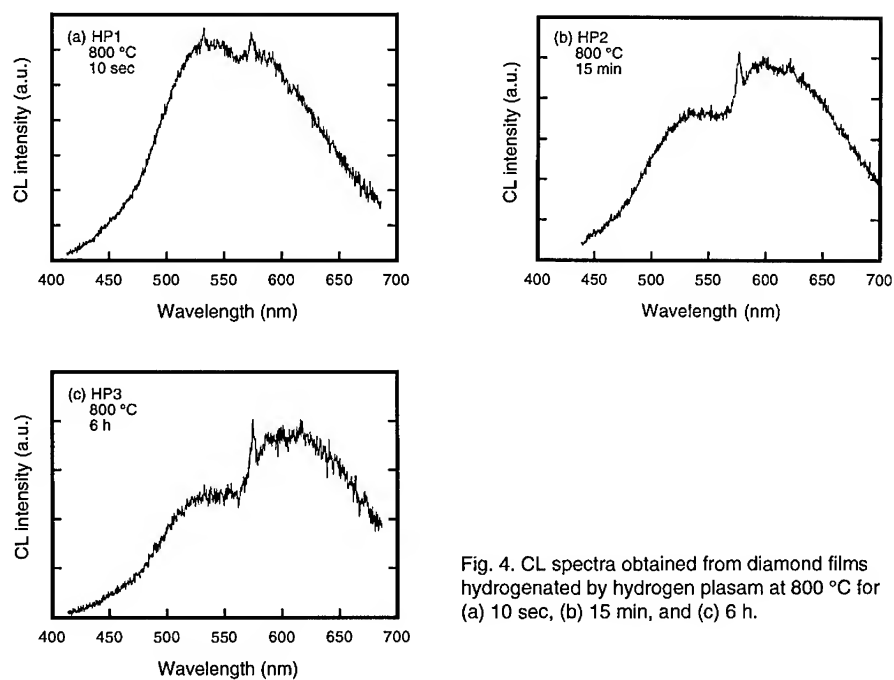 (a) HP1
800 °C
10 sec
CL intensity (a.u.)
400 450 500 550 600 650 700
Wavelength (nm)
(b) HP2
800 °C
15 min
CL intensity (a.u.)
400 450 500 550 600 650 700
Wavelength (nm)
(c) HP3
800 °C
6 h
CL intensity (a.u.)
400 450 500 550 600 650 700
Wavelength (nm)
Fig. 4. CL spectra obtained from diamond films
hydrogenated by hydrogen plasam at 800 °C for
(a) 10 sec, (b) 15 min, and (c) 6 h.